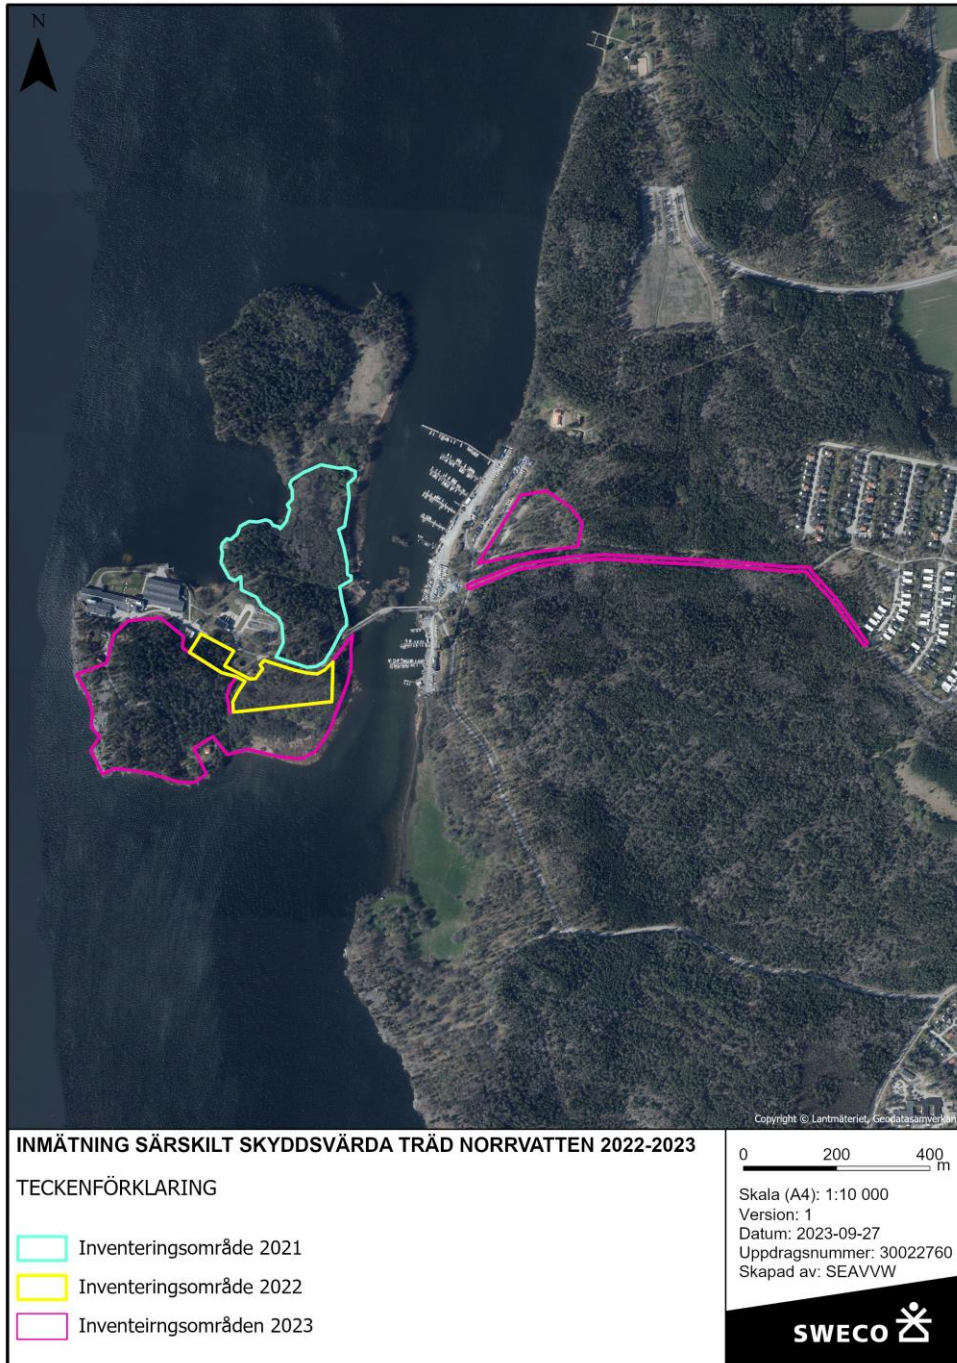 N
Copyright © Lantmäteriet, Geodatasamverkan
INMÄTNING SÄRSKILT SKYDDSVÄRDA TRÄD NORRVATTEN 2022-2023
TECKENFÖRKLARING
Inventeringsområde 2021
Inventeringsområde 2022
Inventeirngsområden 2023
0 200 400 m
Skala (A4): 1:10 000
Version: 1
Datum: 2023-09-27
Uppdragsnummer: 30022760
Skapad av: SEAVVW
SWECO